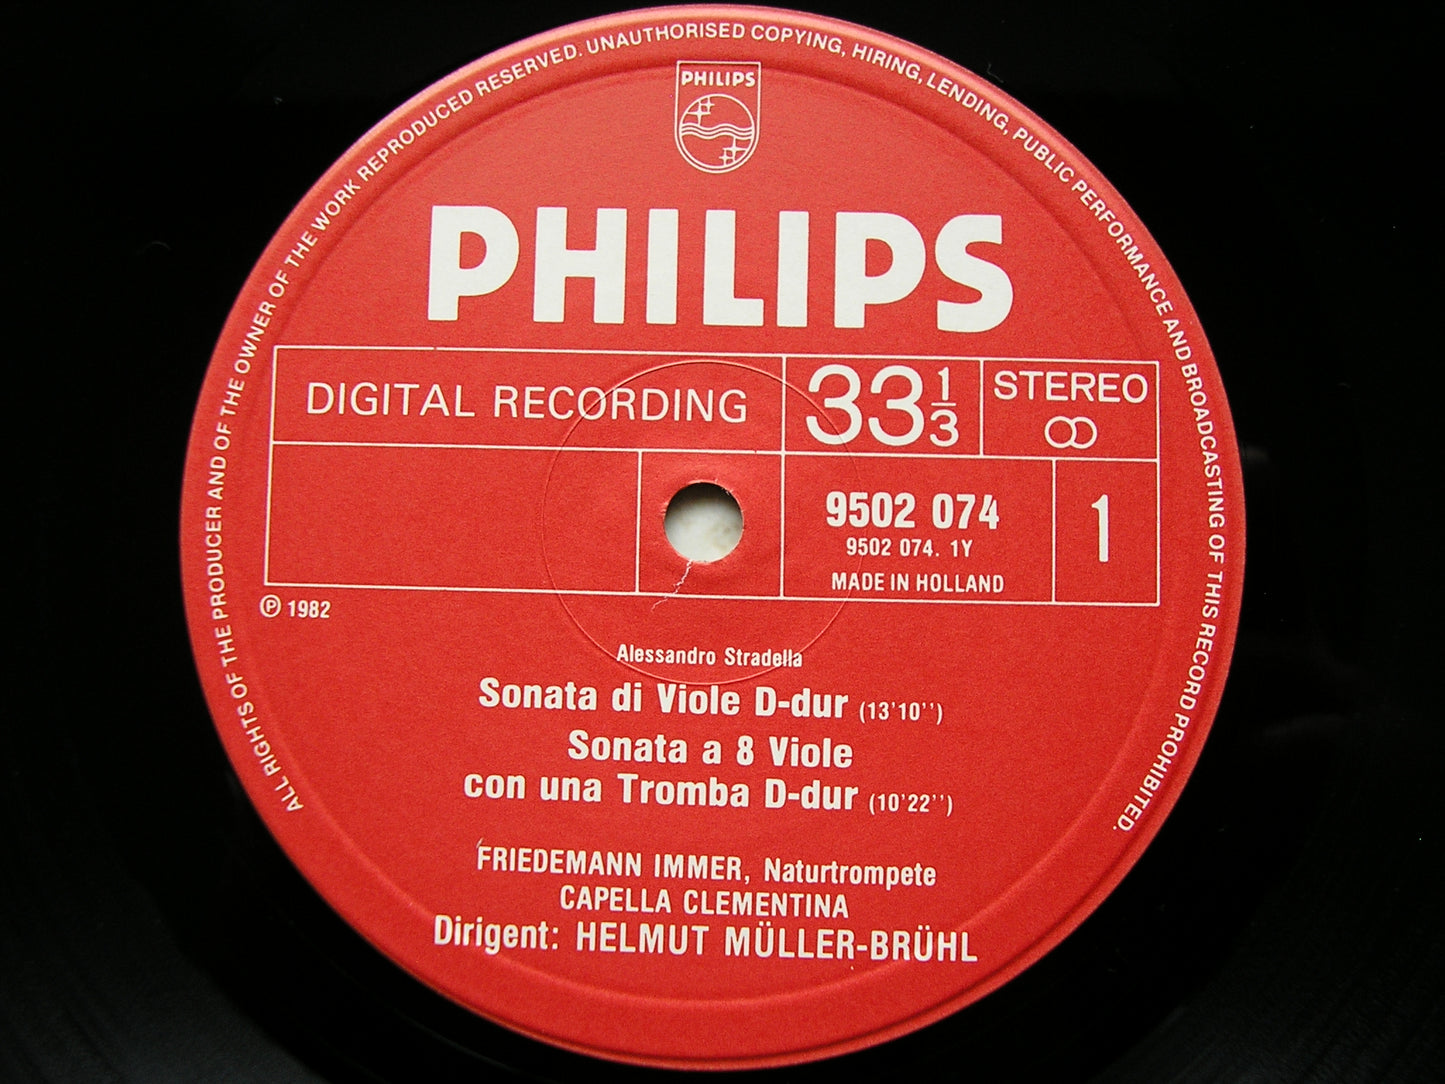 ALL RIGHTS OF THE PRODUCER AND OF THE OWNER OF THE WORK REPRODUCED RESERVED. UNAUTHORISED COPYING, HIRING, LENDING, PUBLIC PERFORMANCE AND BROADCASTING OF THIS RECORD PROHIBITED.
PHILIPS
PHILIPS
DIGITAL RECORDING
33 1/3
STEREO
9502 074
9502 074. 1Y
MADE IN HOLLAND
1
Ⓟ 1982
Alessandro Stradella
Sonata di Viole D-dur (13'10'')
Sonata a 8 Viole
con una Tromba D-dur (10'22'')
FRIEDEMANN IMMER, Naturtrompete
CAPELLA CLEMENTINA
Dirigent: HELMUT MÜLLER-BRÜHL